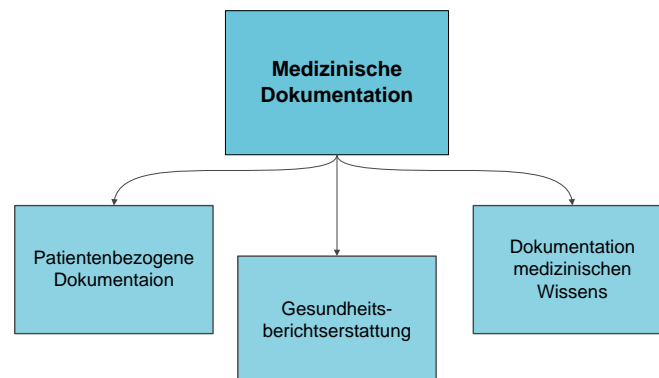 Medizinische
Dokumentation
Patientenbezogene
Dokumentaion
Gesundheits-
berichtserstattung
Dokumentation
medizinischen
Wissens